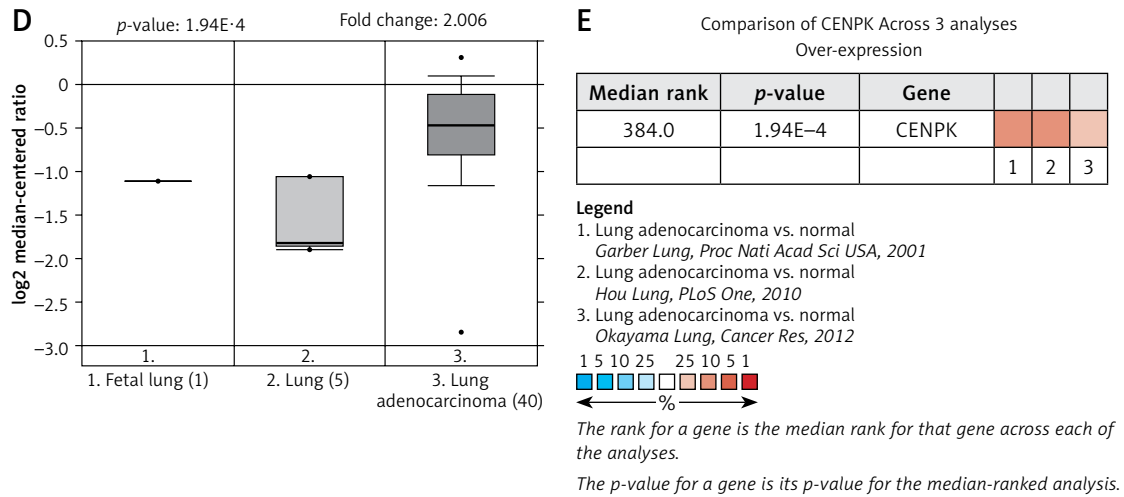 D
p-value: 1.94E·4
Fold change: 2.006
log2 median-centered ratio
0.5
0
–0.5
–1.0
–1.5
–2.0
–2.5
–3.0
1.
2.
3.
1. Fetal lung (1)
2. Lung (5)
3. Lung
adenocarcinoma (40)
E
Comparison of CENPK Across 3 analyses
Over-expression
Median rank p-value Gene
384.0 1.94E–4 CENPK
1 2 3
Legend
1. Lung adenocarcinoma vs. normal
Garber Lung, Proc Nati Acad Sci USA, 2001
2. Lung adenocarcinoma vs. normal
Hou Lung, PLoS One, 2010
3. Lung adenocarcinoma vs. normal
Okayama Lung, Cancer Res, 2012
1 5 10 25 25 10 5 1
%
The rank for a gene is the median rank for that gene across each of
the analyses.
The p-value for a gene is its p-value for the median-ranked analysis.